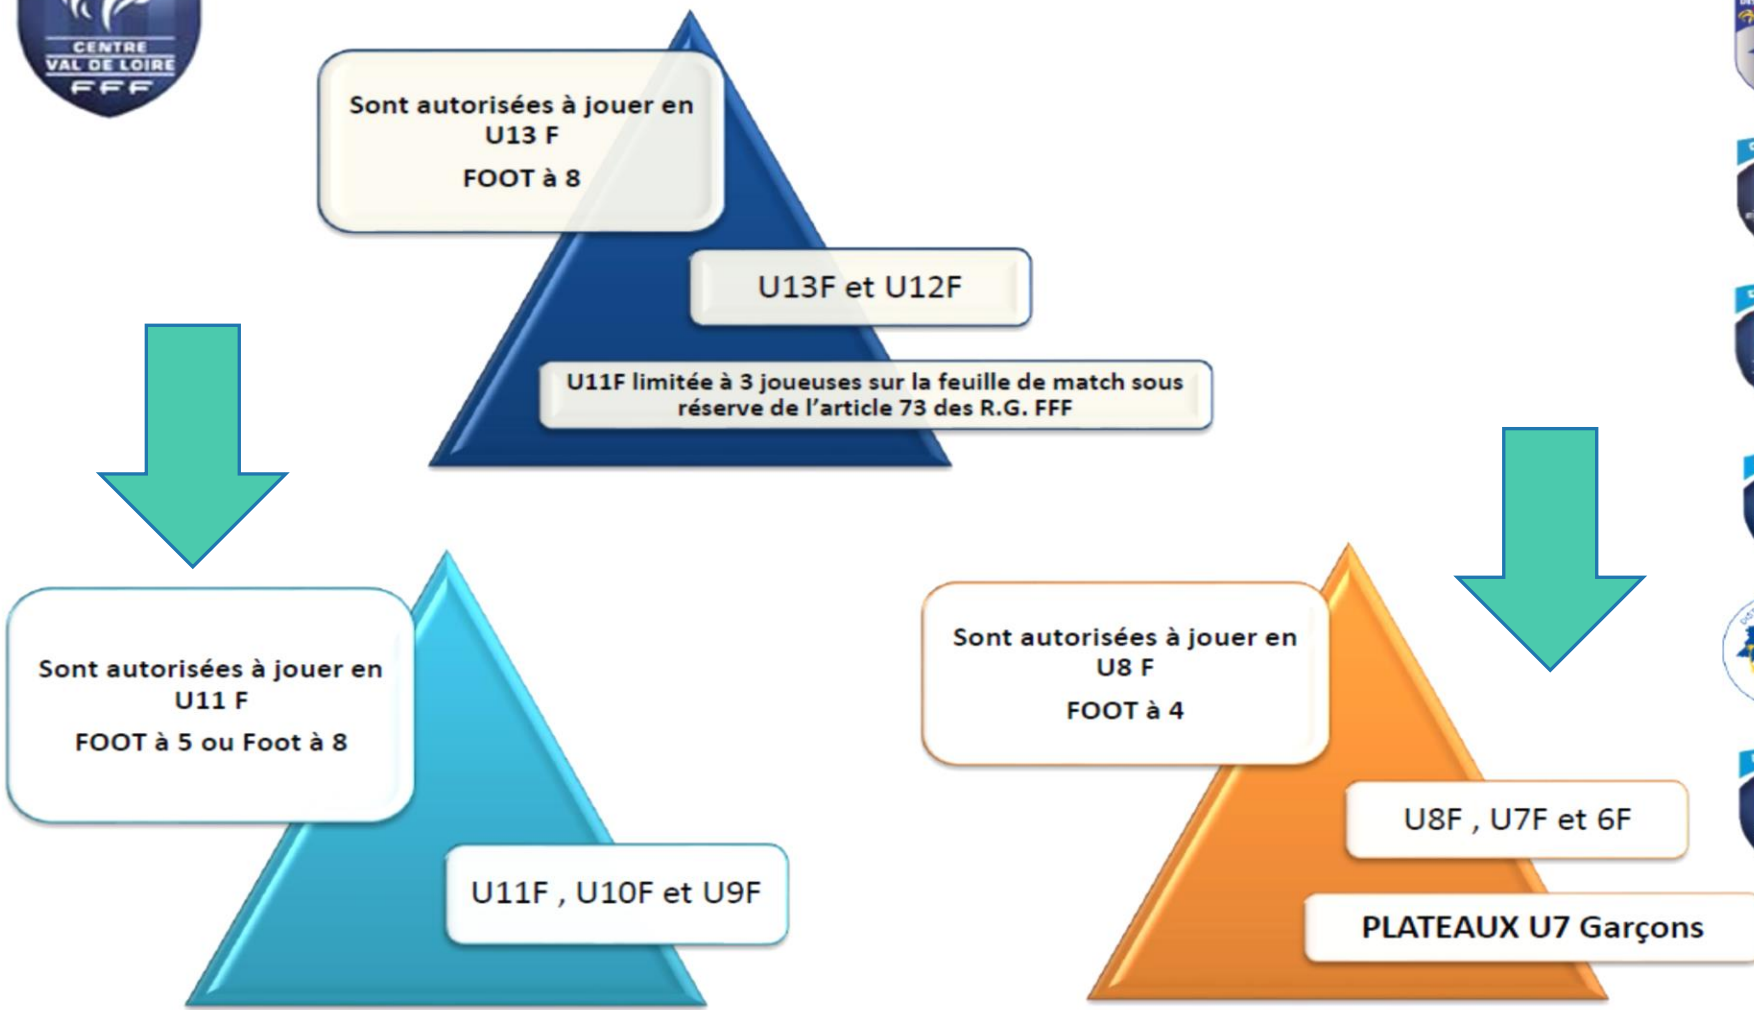 CENTRE
VAL DE LOIRE
FFF
Sont autorisées à jouer en
U13 F
FOOT à 8
U13F et U12F
U11F limitée à 3 joueuses sur la feuille de match sous
réserve de l'article 73 des R.G. FFF
Sont autorisées à jouer en
U11 F
FOOT à 5 ou Foot à 8
U11F , U10F et U9F
Sont autorisées à jouer en
U8 F
FOOT à 4
U8F , U7F et 6F
PLATEAUX U7 Garçons